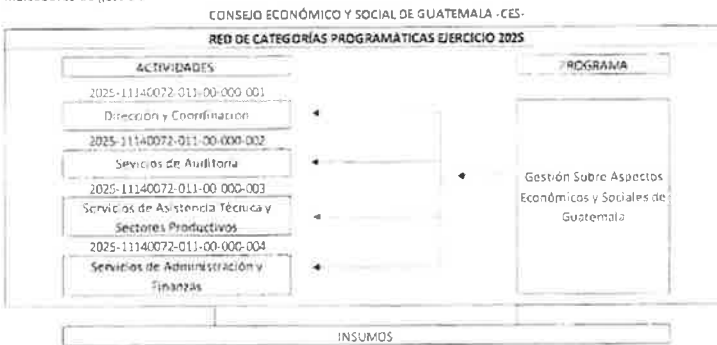 CONSEJO ECONÓMICO Y SOCIAL DE GUATEMALA -CES-
RED DE CATEGORÍAS PROGRAMÁTICAS EJERCICIO 2025
ACTIVIDADES
PROGRAMA
2025-11140072-011-00-000-001
Dirección y Coordinación
2025-11140072-011-00-000-002
Sevicios de Auditoria
2025-11140072-011-00-000-003
Servicios de Asistencia Técnica y
Sectores Productivos
2025-11140072-011-00-000-004
Servicios de Administración y
Finanzas
Gestión Sobre Aspectos
Económicos y Sociales de
Guatemala
INSUMOS